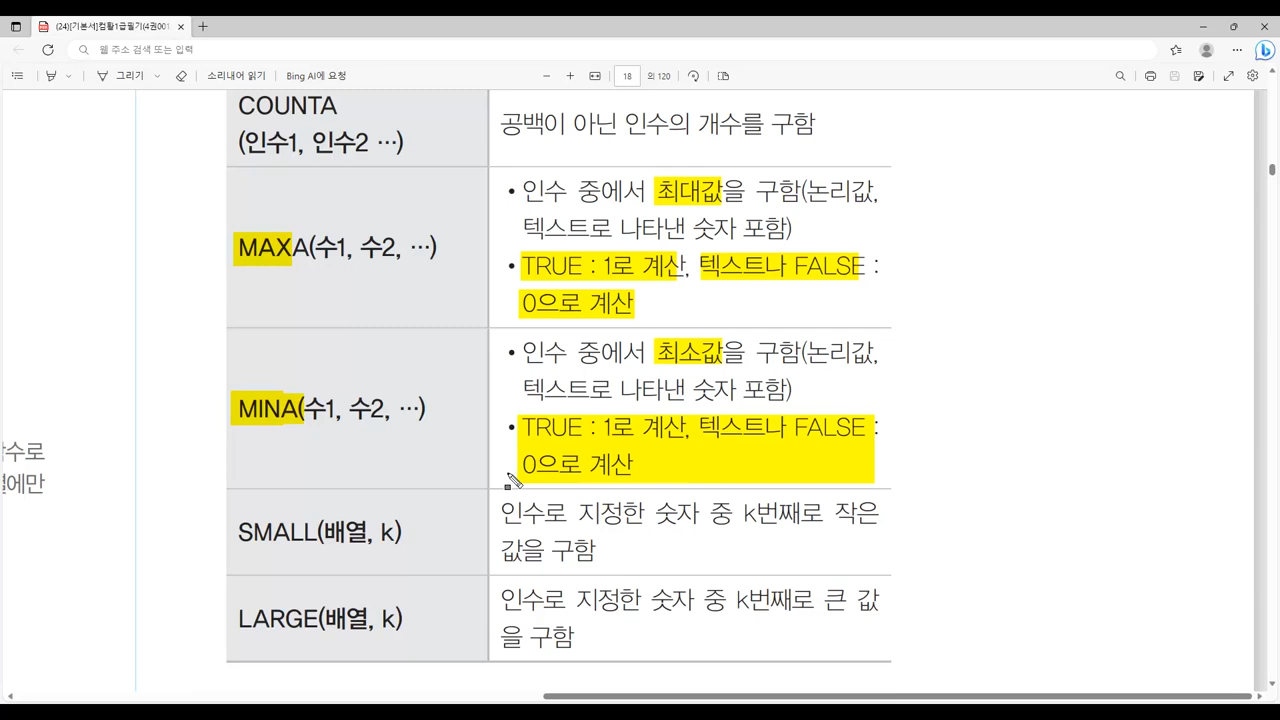 (24)[기본서]컴활1급필기(4권001
웹 주소 검색 또는 입력
그리기
소리내어 읽기
Bing AI에 요청
18
의 120
COUNTA
(인수1, 인수2 …)
공백이 아닌 인수의 개수를 구함
MAXA(수1, 수2, …)
• 인수 중에서 최대값을 구함(논리값,
텍스트로 나타낸 숫자 포함)
• TRUE : 1로 계산, 텍스트나 FALSE :
0으로 계산
MINA(수1, 수2, …)
• 인수 중에서 최소값을 구함(논리값,
텍스트로 나타낸 숫자 포함)
• TRUE : 1로 계산, 텍스트나 FALSE :
0으로 계산
SMALL(배열, k)
인수로 지정한 숫자 중 k번째로 작은
값을 구함
LARGE(배열, k)
인수로 지정한 숫자 중 k번째로 큰 값
을 구함